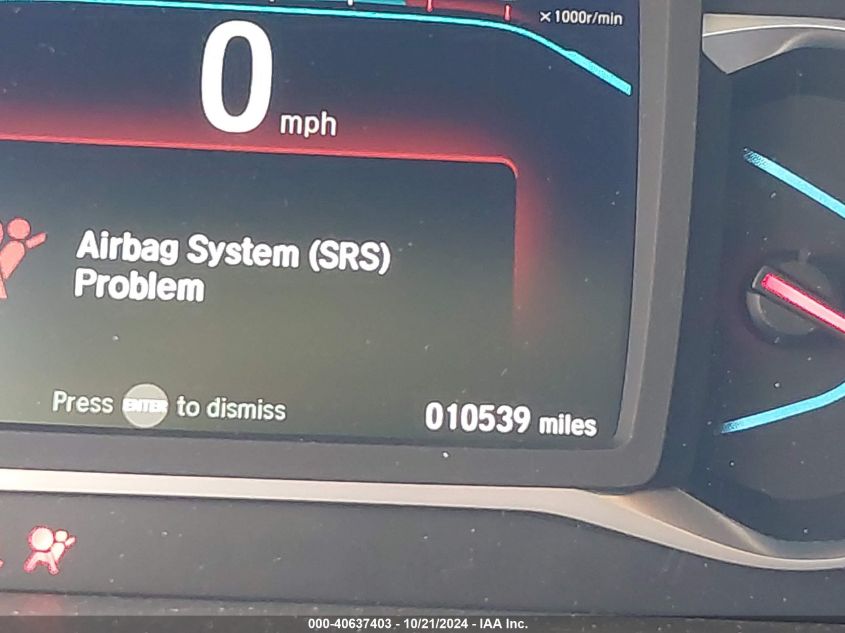 ×1000r/min
0 mph
Airbag System (SRS)
Problem
Press ENTER to dismiss
010539 miles
000-40637403 - 10/21/2024 - IAA Inc.